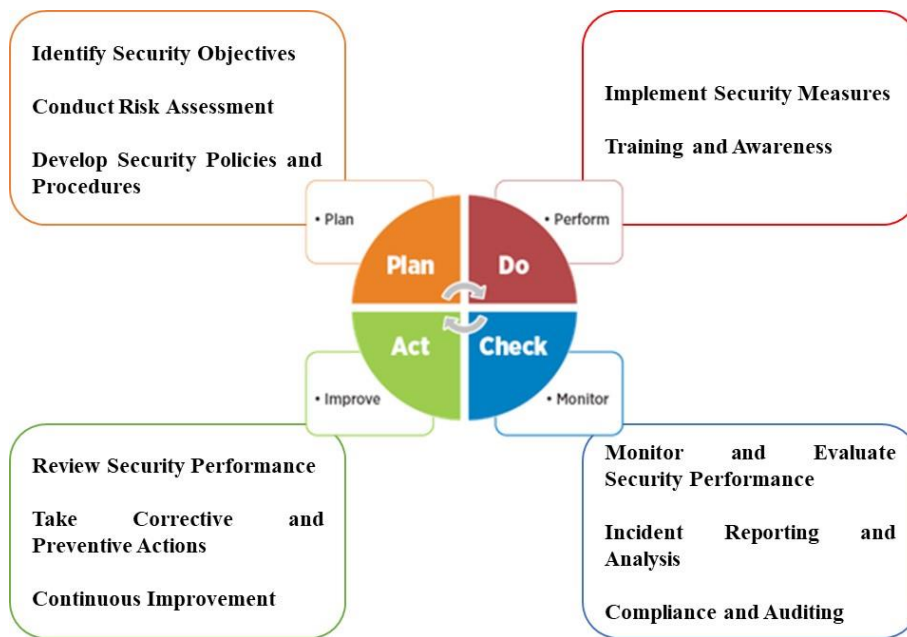 Identify Security Objectives
Conduct Risk Assessment
Develop Security Policies and
Procedures
• Plan
Implement Security Measures
Training and Awareness
• Perform
Plan
Do
Act
Check
• Improve
Review Security Performance
Take Corrective and
Preventive Actions
Continuous Improvement
• Monitor
Monitor and Evaluate
Security Performance
Incident Reporting and
Analysis
Compliance and Auditing